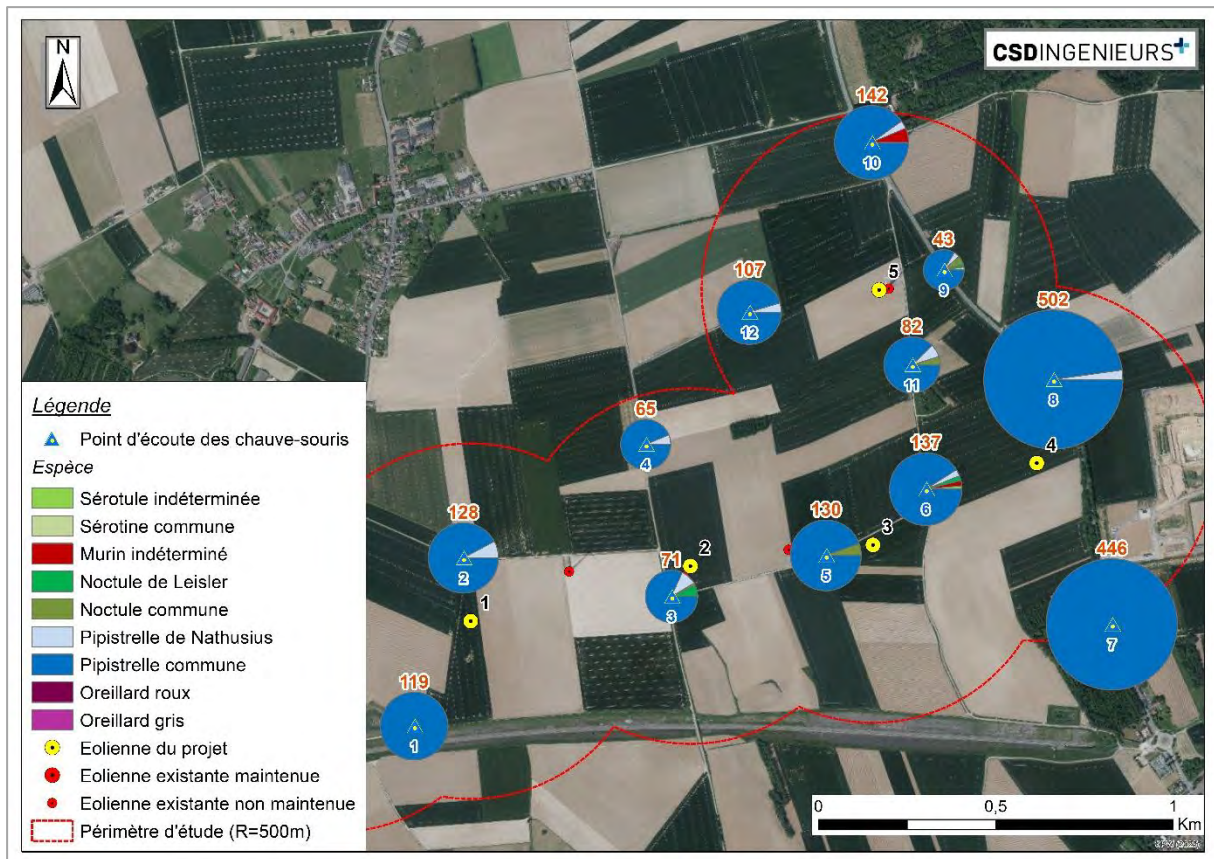 N
CSDINGENIEURS+
142
10
43
9
5
107
12
502
8
82
11
65
4
4
137
6
128
2
130
5
3
2
71
3
446
7
1
119
1
Légende
Point d'écoute des chauve-souris
Espèce
Sérotule indéterminée
Sérotine commune
Murin indéterminé
Noctule de Leisler
Noctule commune
Pipistrelle de Nathusius
Pipistrelle commune
Oreillard roux
Oreillard gris
Eolienne du projet
Eolienne existante maintenue
Eolienne existante non maintenue
Périmètre d'étude (R=500m)
0 0,5 1
Km